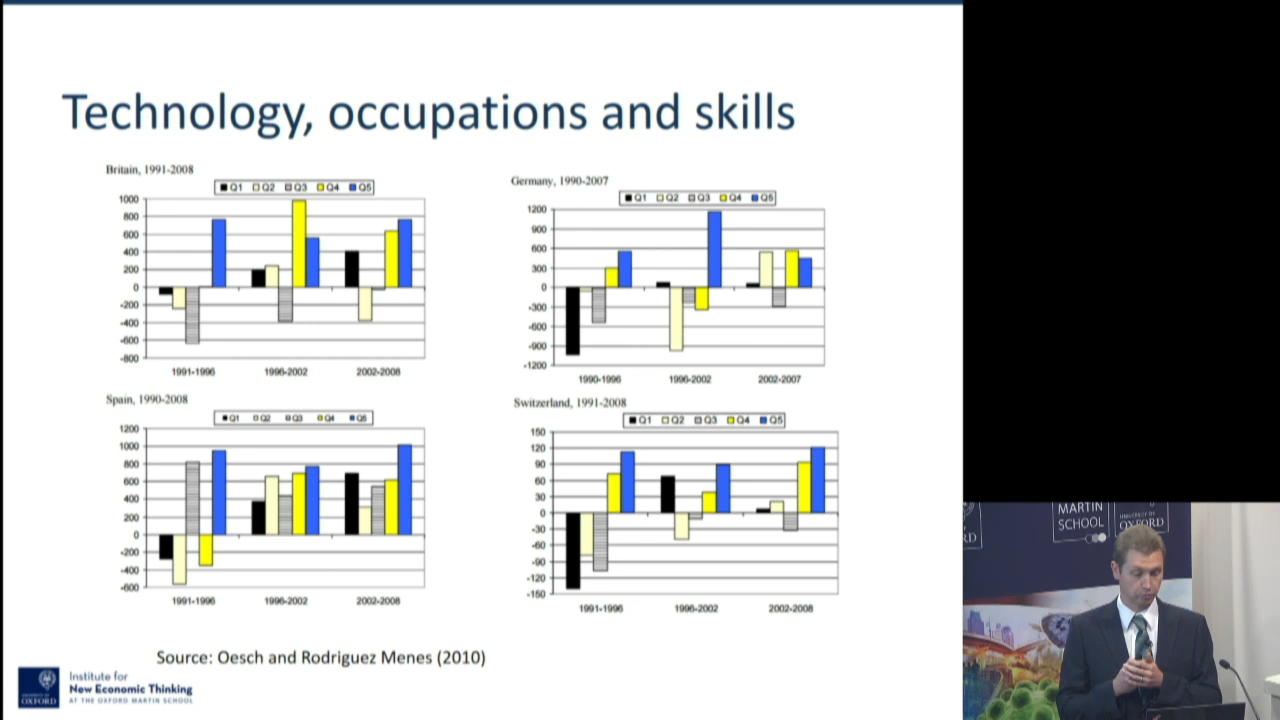 Technology, occupations and skills
Britain, 1991-2008
Q1 Q2 Q3 Q4 Q5
1000
800
600
400
200
0
-200
-400
-600
-800
1991-1996 1996-2002 2002-2008
Germany, 1990-2007
Q1 Q2 Q3 Q4 Q5
1200
900
600
300
0
-300
-600
-900
-1200
1990-1996 1996-2002 2002-2007
Spain, 1990-2008
Q1 Q2 Q3 Q4 Q5
1200
1000
800
600
400
200
0
-200
-400
-600
1991-1996 1996-2002 2002-2008
Switzerland, 1991-2008
Q1 Q2 Q3 Q4 Q5
150
120
90
60
30
0
-30
-60
-90
-120
-150
1991-1996 1996-2002 2002-2008
Source: Oesch and Rodriguez Menes (2010)
UNIVERSITY OF
OXFORD
Institute for
New Economic Thinking
AT THE OXFORD MARTIN SCHOOL
RD
MARTIN
SCHOOL
UNIVERSITY OF
OXFORD